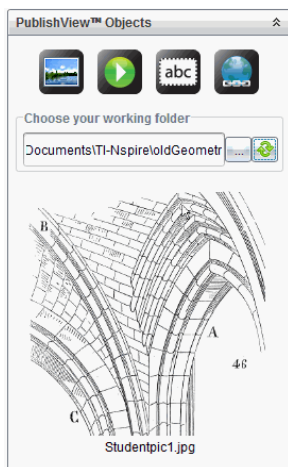 PublishView™ Objects
abc
Choose your working folder
Documents\TI-Nspire\oldGeometr
...
B
A
46
C
Studentpic1.jpg